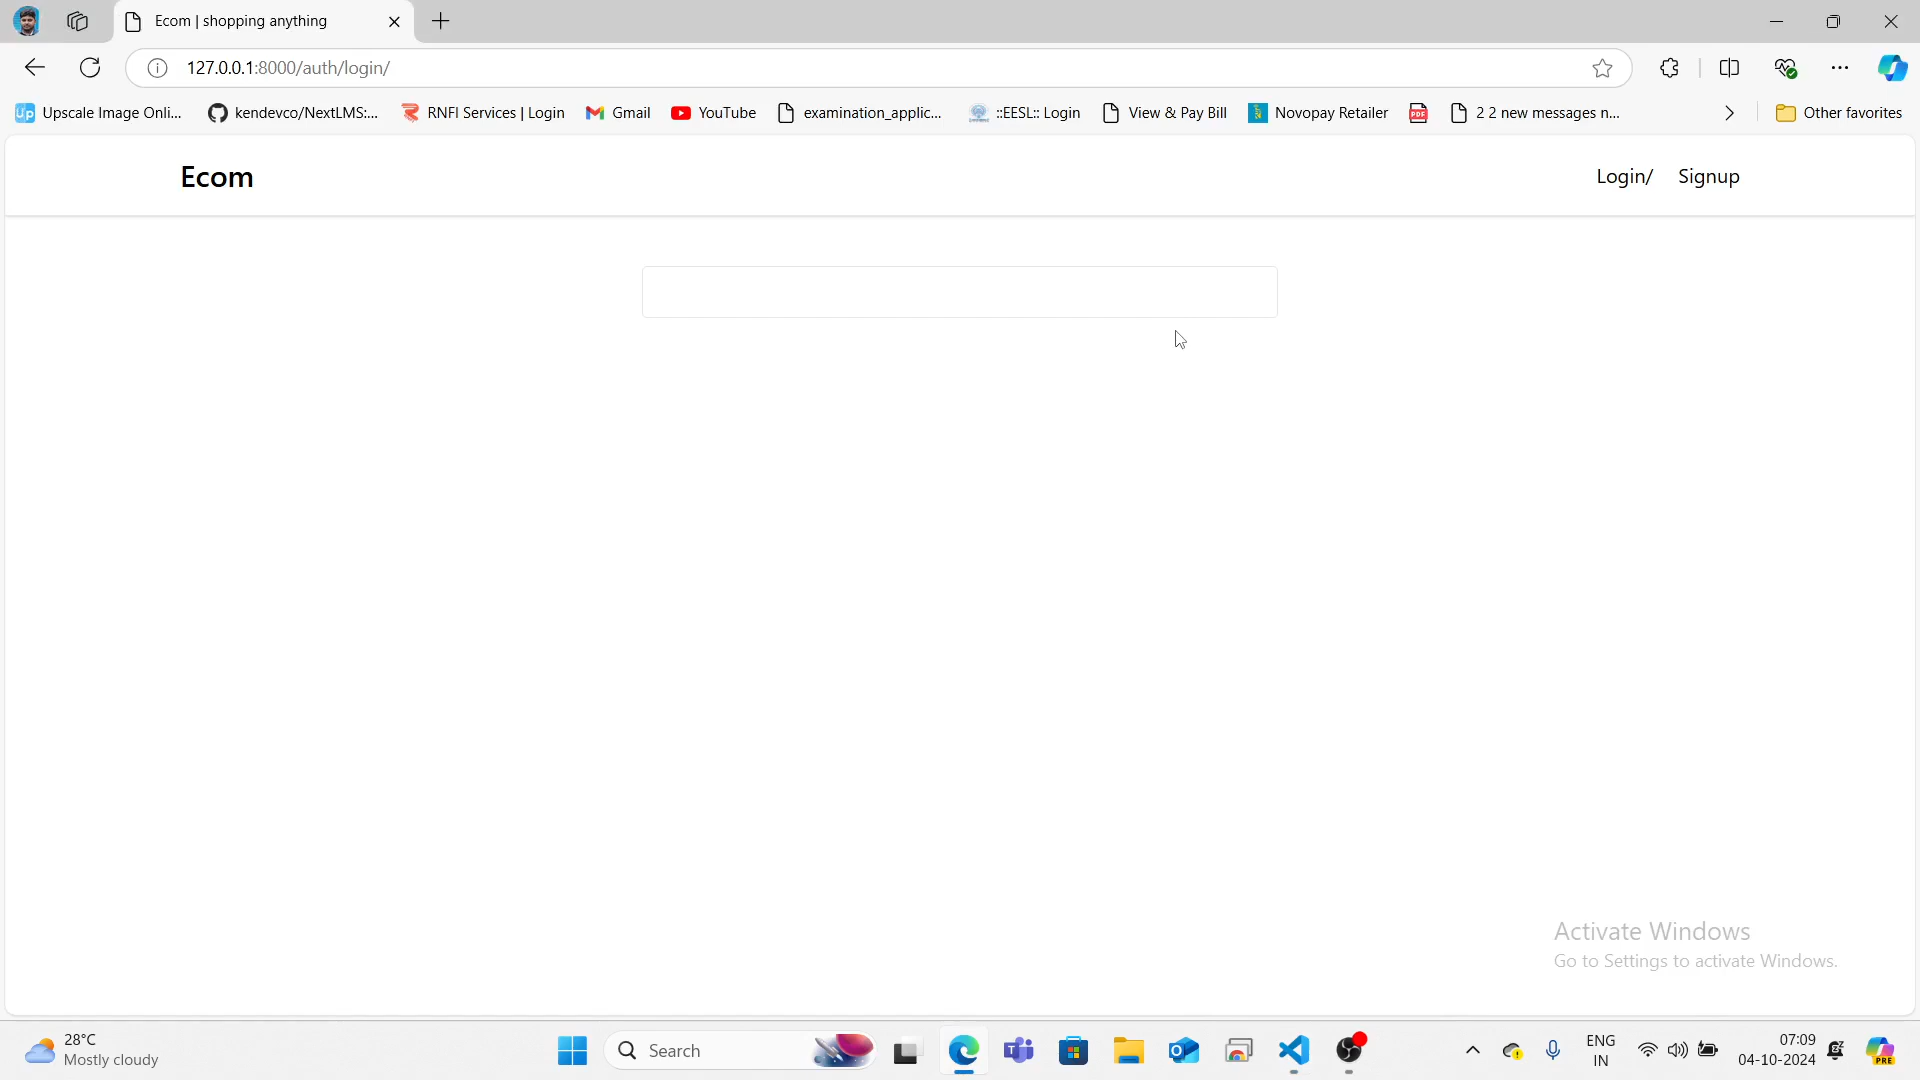 Ecom | shopping anything
127.0.0.1:8000/auth/login/
Upscale Image Onli...
kendevco/NextLMS:...
RNFI Services | Login
Gmail
YouTube
examination_applic...
::EESL:: Login
View & Pay Bill
Novopay Retailer
PDF
2 2 new messages n...
Other favorites
Ecom
Login/
Signup
Activate Windows
Go to Settings to activate Windows.
28°C
Mostly cloudy
Search
ENG
IN
07:09
04-10-2024
PRE